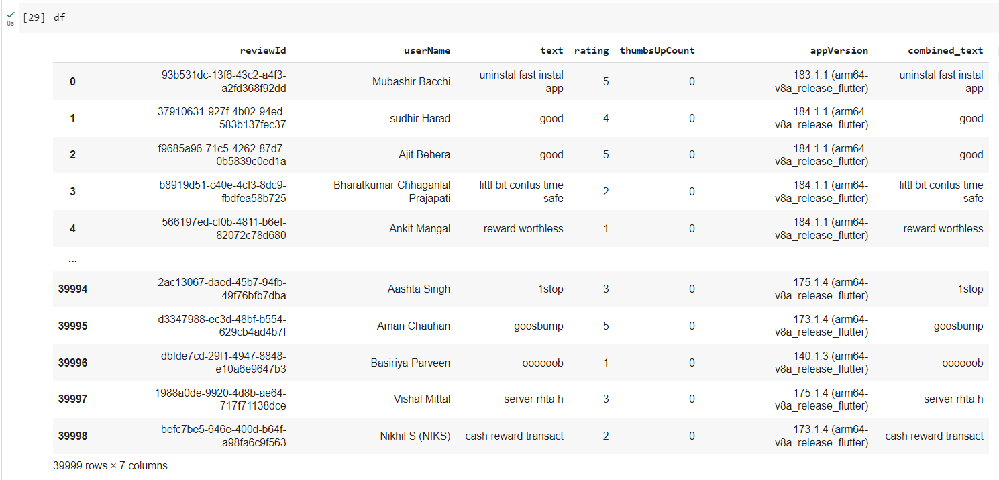 [29] df
0s
reviewId userName text rating thumbsUpCount appVersion combined_text
0 93b531dc-13f6-43c2-a4f3-a2fd368f92dd Mubashir Bacchi uninstal fast instal app 5 0 183.1.1 (arm64-v8a_release_flutter) uninstal fast instal app
1 37910631-927f-4b02-94ed-583b137fec37 sudhir Harad good 4 0 184.1.1 (arm64-v8a_release_flutter) good
2 f9685a96-71c5-4262-87d7-0b5839c0ed1a Ajit Behera good 5 0 184.1.1 (arm64-v8a_release_flutter) good
3 b8919d51-c40e-4cf3-8dc9-fbdfea58b725 Bharatkumar Chhaganlal Prajapati littl bit confus time safe 2 0 184.1.1 (arm64-v8a_release_flutter) littl bit confus time safe
4 566197ed-cf0b-4811-b6ef-82072c78d680 Ankit Mangal reward worthless 1 0 184.1.1 (arm64-v8a_release_flutter) reward worthless
... ... ... ... ... ... ... ...
39994 2ac13067-daed-45b7-94fb-49f76bfb7dba Aashta Singh 1stop 3 0 175.1.4 (arm64-v8a_release_flutter) 1stop
39995 d3347988-ec3d-48bf-b554-629cb4ad4b7f Aman Chauhan goosbump 5 0 173.1.4 (arm64-v8a_release_flutter) goosbump
39996 dbfde7cd-29f1-4947-8848-e10a6e9647b3 Basiriya Parveen oooooob 1 0 140.1.3 (arm64-v8a_release_flutter) oooooob
39997 1988a0de-9920-4d8b-ae64-717f71138dce Vishal Mittal server rhta h 3 0 175.1.4 (arm64-v8a_release_flutter) server rhta h
39998 befc7be5-646e-400d-b64f-a98fa6c9f563 Nikhil S (NIKS) cash reward transact 2 0 173.1.4 (arm64-v8a_release_flutter) cash reward transact
39999 rows × 7 columns